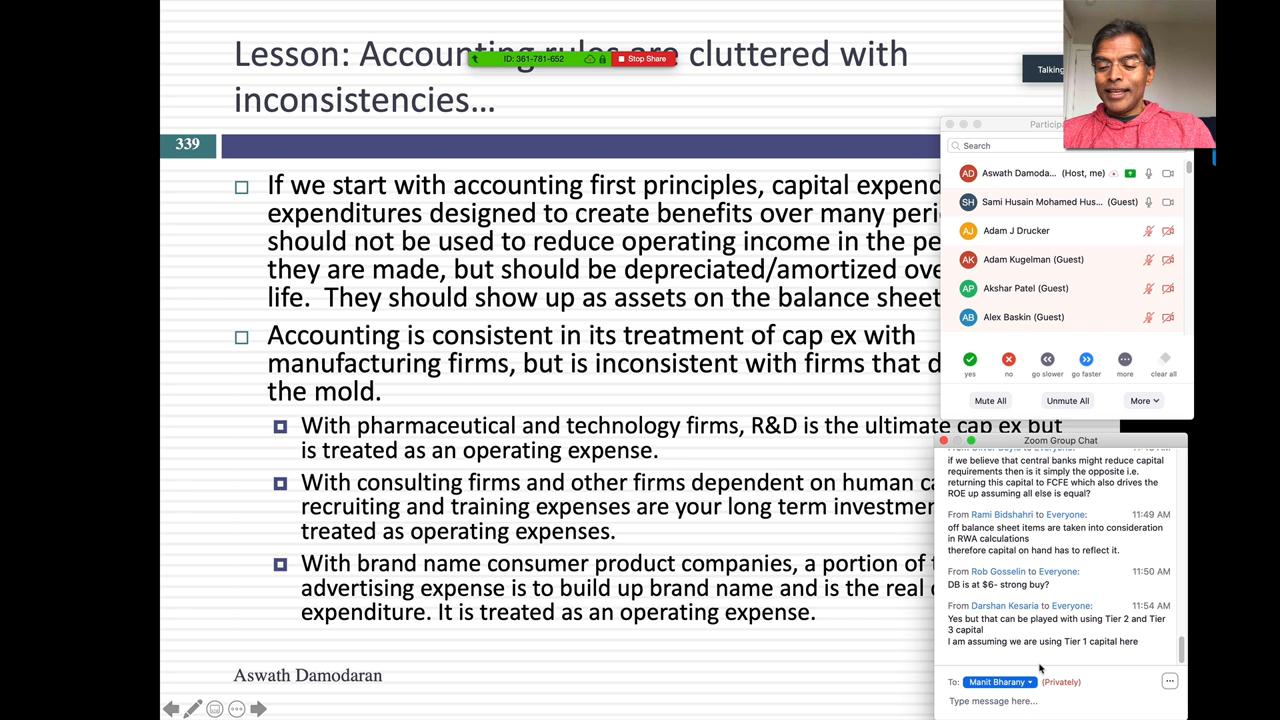 Lesson: Accounting rules are cluttered with
inconsistencies…
ID: 361-781-652
Stop Share
Talking
339
If we start with accounting first principles, capital expend
expenditures designed to create benefits over many peri
should not be used to reduce operating income in the pe
they are made, but should be depreciated/amortized ove
life. They should show up as assets on the balance sheet
Accounting is consistent in its treatment of cap ex with
manufacturing firms, but is inconsistent with firms that d
the mold.
With pharmaceutical and technology firms, R&D is the ultimate cap ex but
is treated as an operating expense.
With consulting firms and other firms dependent on human ca
recruiting and training expenses are your long term investmen
treated as operating expenses.
With brand name consumer product companies, a portion of t
advertising expense is to build up brand name and is the real
expenditure. It is treated as an operating expense.
Aswath Damodaran
Participa
Search
AD Aswath Damoda... (Host, me)
SH Sami Husain Mohamed Hus... (Guest)
AJ Adam J Drucker
AK Adam Kugelman (Guest)
AP Akshar Patel (Guest)
AB Alex Baskin (Guest)
yes no go slower go faster more clear all
Mute All Unmute All More
Zoom Group Chat
if we believe that central banks might reduce capital
requirements then is it simply the opposite i.e.
returning this capital to FCFE which also drives the
ROE up assuming all else is equal?
From Rami Bidshahri to Everyone: 11:49 AM
off balance sheet items are taken into consideration
in RWA calculations
therefore capital on hand has to reflect it.
From Rob Gosselin to Everyone: 11:50 AM
DB is at $6- strong buy?
From Darshan Kesaria to Everyone: 11:54 AM
Yes but that can be played with using Tier 2 and Tier
3 capital
I am assuming we are using Tier 1 capital here
To: Manit Bharany (Privately)
Type message here...